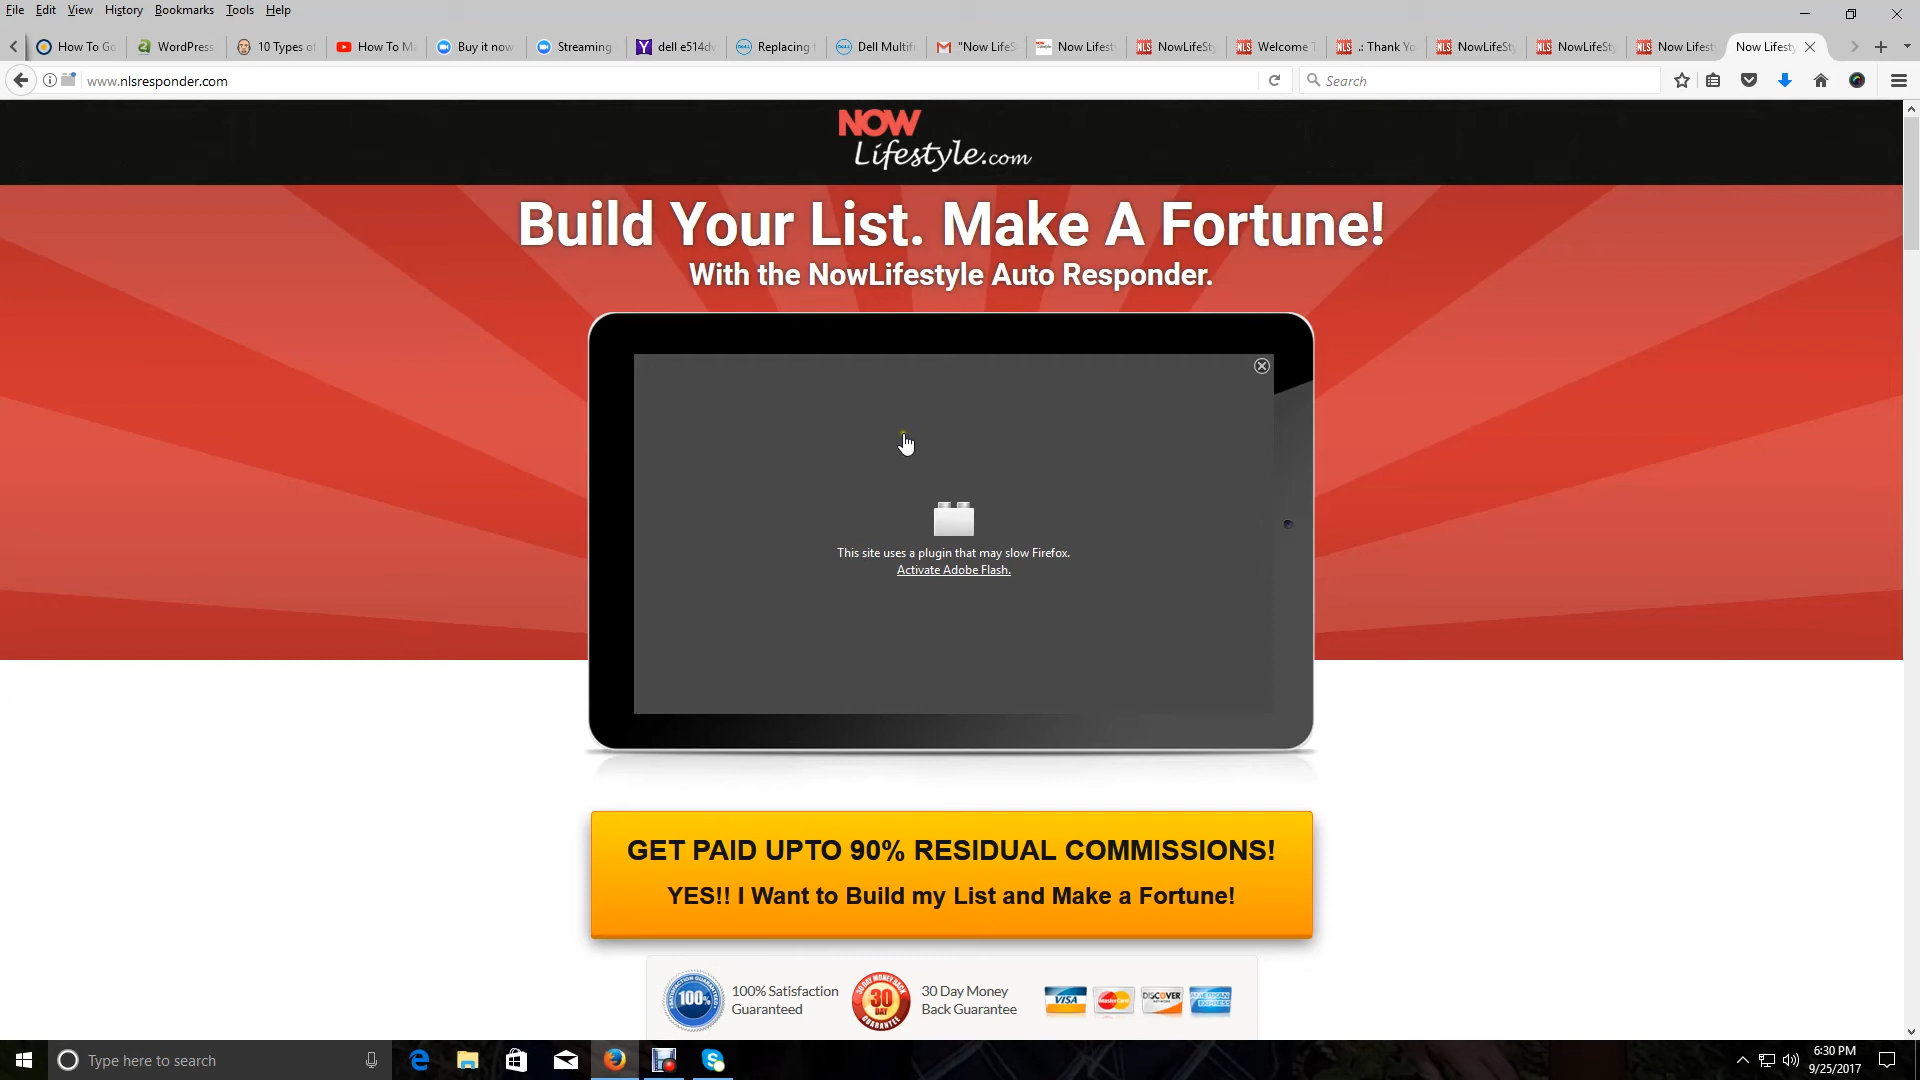 File Edit View History Bookmarks Tools Help
How To Go WordPress 10 Types of How To M Buy it now Streaming dell e514dw Replacing Dell Multif "Now LifeS Now Lifest NowLifeSty Welcome T .: Thank Yo NowLifeSty NowLifeSty Now Lifest Now Lifesty
www.nlsresponder.com Search
NOW
Lifestyle.com
Build Your List. Make A Fortune!
With the NowLifestyle Auto Responder.
This site uses a plugin that may slow Firefox.
Activate Adobe Flash.
GET PAID UPTO 90% RESIDUAL COMMISSIONS!
YES!! I Want to Build my List and Make a Fortune!
100% 100% Satisfaction
Guaranteed
30 30 Day Money
Back Guarantee
VISA MasterCard DISCOVER
Type here to search
6:30 PM
9/25/2017